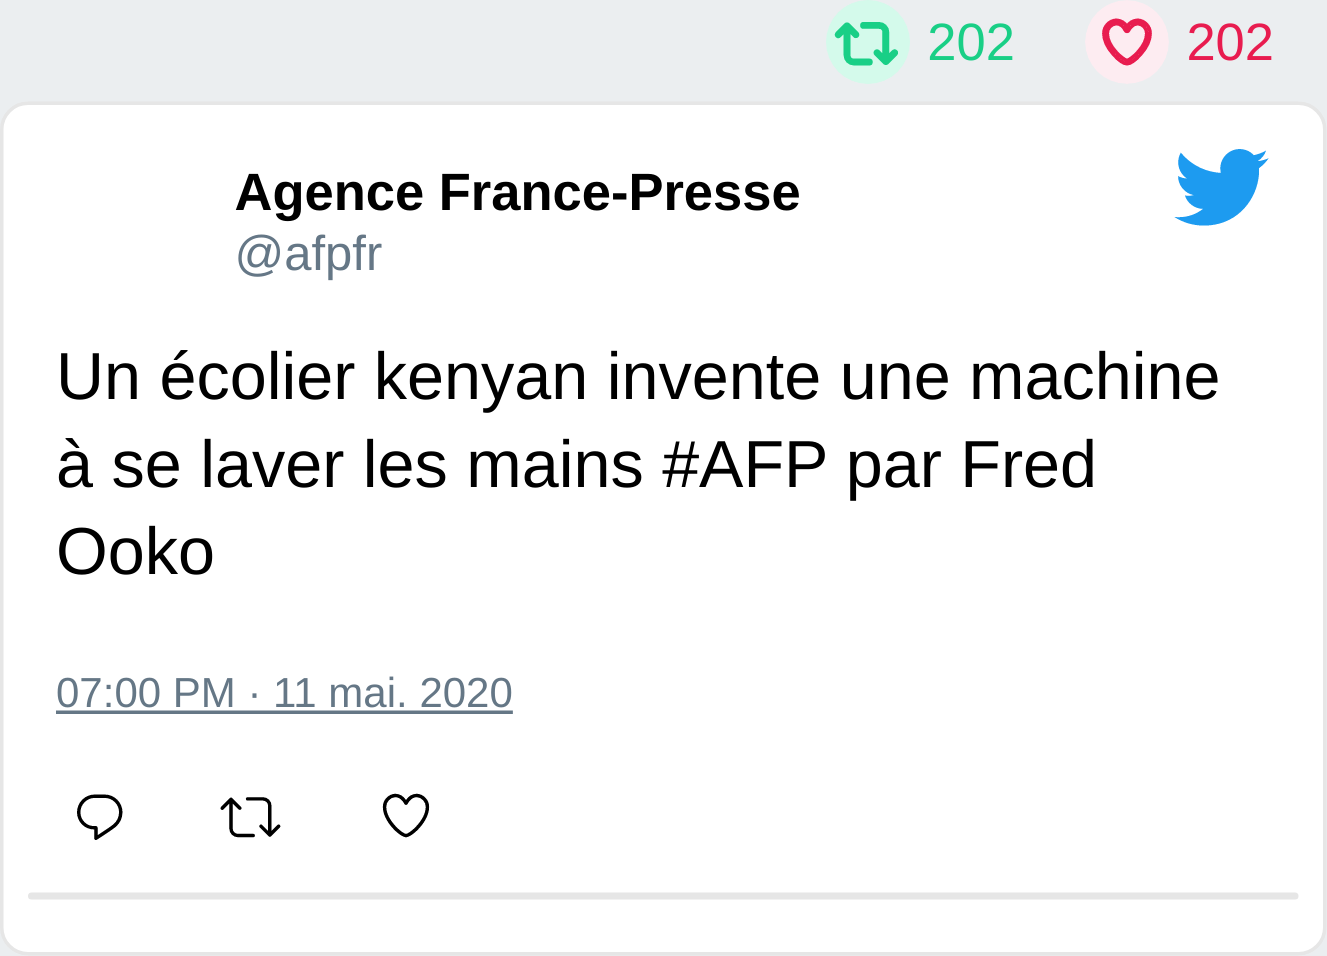 202 202
Agence France-Presse
@afpfr
Un écolier kenyan invente une machine
à se laver les mains #AFP par Fred
Ooko
07:00 PM · 11 mai. 2020